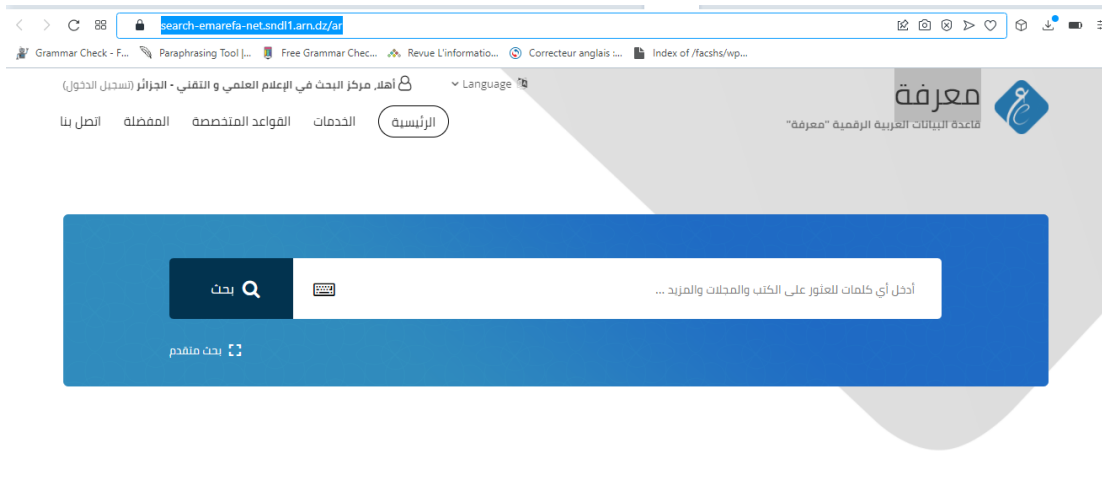 search-emarefa-net.sndl1.arn.dz/ar
Grammar Check - F... Paraphrasing Tool |... Free Grammar Chec... Revue L'informatio... Correcteur anglais :... Index of /facshs/wp...
أهلا, مركز البحث في الإعلام العلمي و التقني - الجزائر (تسجيل الدخول) Language
معرفة
قاعدة البيانات العربية الرقمية "معرفة"
الرئيسية الخدمات القواعد المتخصصة المفضلة اتصل بنا
أدخل أي كلمات للعثور على الكتب والمجلات والمزيد ...
بحث
بحث متقدم